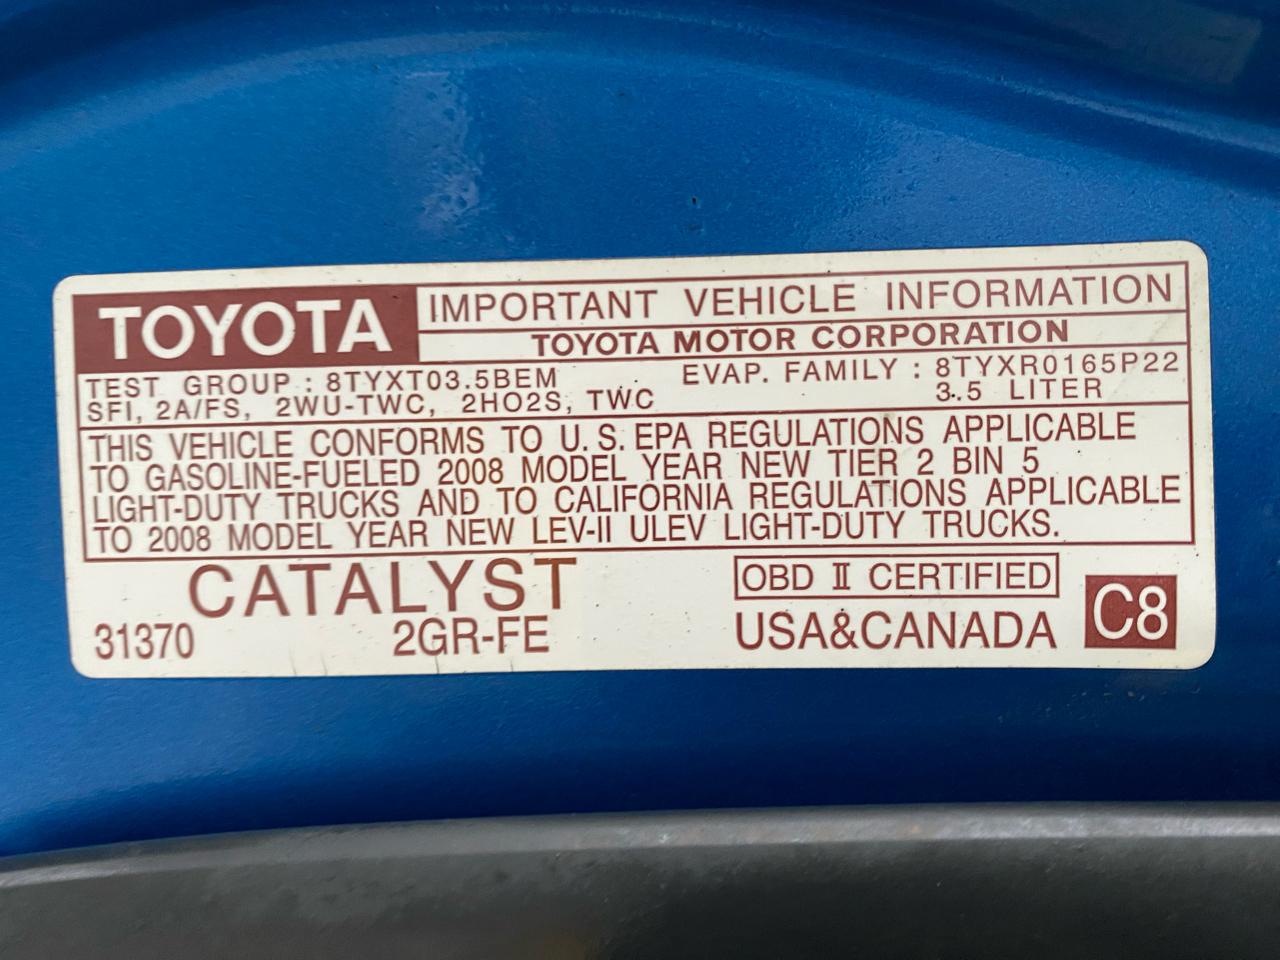 TOYOTA IMPORTANT VEHICLE INFORMATION
TOYOTA MOTOR CORPORATION
TEST GROUP : 8TYXT03.5BEM EVAP. FAMILY : 8TYXR0165P22
SFI, 2A/FS, 2WU-TWC, 2HO2S, TWC 3.5 LITER
THIS VEHICLE CONFORMS TO U.S. EPA REGULATIONS APPLICABLE
TO GASOLINE-FUELED 2008 MODEL YEAR NEW TIER 2 BIN 5
LIGHT-DUTY TRUCKS AND TO CALIFORNIA REGULATIONS APPLICABLE
TO 2008 MODEL YEAR NEW LEV-II ULEV LIGHT-DUTY TRUCKS.
CATALYST OBD II CERTIFIED
31370 2GR-FE USA&CANADA C8